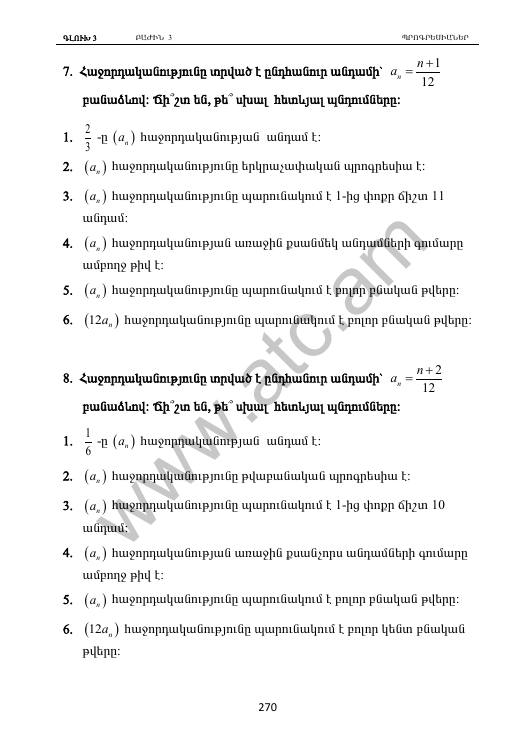 ԳԼՈՒԽ 3 ԲԱԺԻՆ 3 ՊՐՈԳՐԵՍԻԱՆԵՐ
7. Հաջորդականությունը տրված է ընդհանուր անդամի՝ aₙ = (n+1)/12
բանաձևով: Ճի՞շտ են, թե՞ սխալ հետևյալ պնդումները:
1. 2/3 -ը (aₙ) հաջորդականության անդամ է:
2. (aₙ) հաջորդականությունը երկրաչափական պրոգրեսիա է:
3. (aₙ) հաջորդականությունը պարունակում է 1-ից փոքր ճիշտ 11
անդամ:
4. (aₙ) հաջորդականության առաջին քսանմեկ անդամների գումարը
ամբողջ թիվ է:
5. (aₙ) հաջորդականությունը պարունակում է բոլոր բնական թվերը:
6. (12aₙ) հաջորդականությունը պարունակում է բոլոր բնական թվերը:
8. Հաջորդականությունը տրված է ընդհանուր անդամի՝ aₙ = (n+2)/12
բանաձևով: Ճի՞շտ են, թե՞ սխալ հետևյալ պնդումները:
1. 1/6 -ը (aₙ) հաջորդականության անդամ է:
2. (aₙ) հաջորդականությունը թվաբանական պրոգրեսիա է:
3. (aₙ) հաջորդականությունը պարունակում է 1-ից փոքր ճիշտ 10
անդամ:
4. (aₙ) հաջորդականության առաջին քսանչորս անդամների գումարը
ամբողջ թիվ է:
5. (aₙ) հաջորդականությունը պարունակում է բոլոր բնական թվերը:
6. (12aₙ) հաջորդականությունը պարունակում է բոլոր կենտ բնական
թվերը:
www.atc.am
270